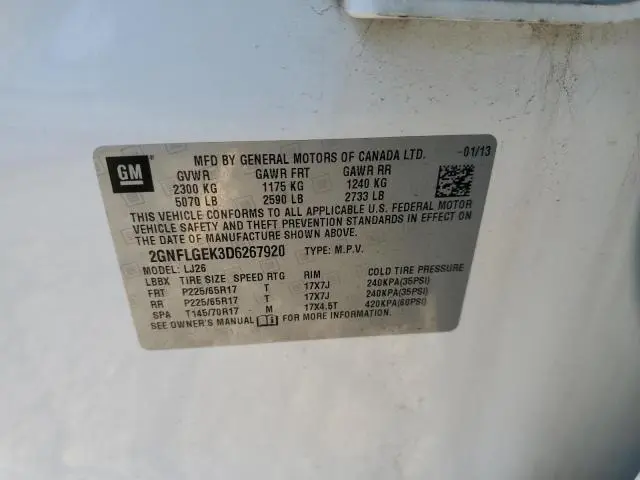 GM
MFD BY GENERAL MOTORS OF CANADA LTD. 01/13
GVWR GAWR FRT GAWR RR
2300 KG 1175 KG 1240 KG
5070 LB 2590 LB 2733 LB
THIS VEHICLE CONFORMS TO ALL APPLICABLE U.S. FEDERAL MOTOR
VEHICLE SAFETY AND THEFT PREVENTION STANDARDS IN EFFECT ON
THE DATE OF MANUFACTURE SHOWN ABOVE.
2GNFLGEK3D6267920 TYPE: M.P.V.
MODEL: LJ26
LBBX TIRE SIZE SPEED RTG RIM COLD TIRE PRESSURE
FRT P225/65R17 T 17X7J 240KPA(35PSI)
RR P225/65R17 T 17X7J 240KPA(35PSI)
SPA T145/70R17 M 17X4.5T 420KPA(60PSI)
SEE OWNER'S MANUAL FOR MORE INFORMATION.